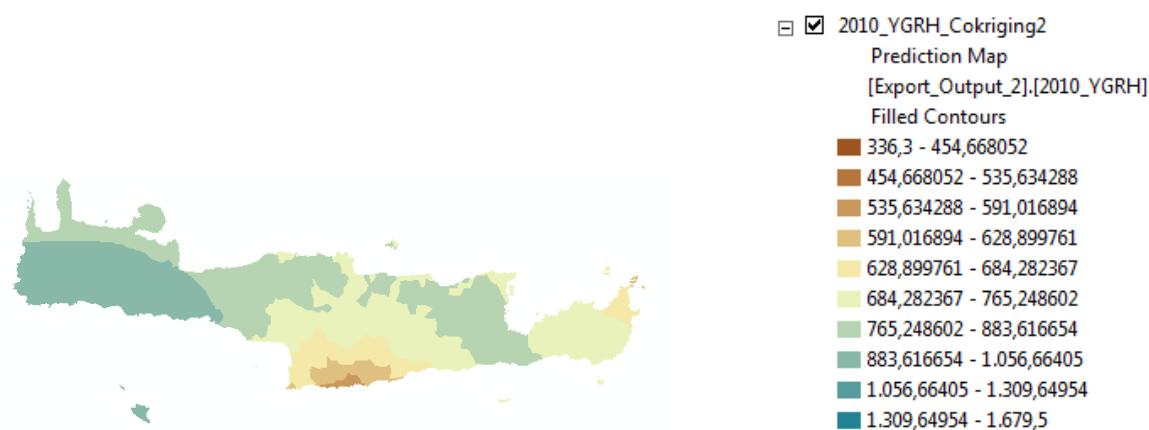 2010_YGRH_Cokriging2
Prediction Map
[Export_Output_2].[2010_YGRH]
Filled Contours
336,3 - 454,668052
454,668052 - 535,634288
535,634288 - 591,016894
591,016894 - 628,899761
628,899761 - 684,282367
684,282367 - 765,248602
765,248602 - 883,616654
883,616654 - 1.056,66405
1.056,66405 - 1.309,64954
1.309,64954 - 1.679,5